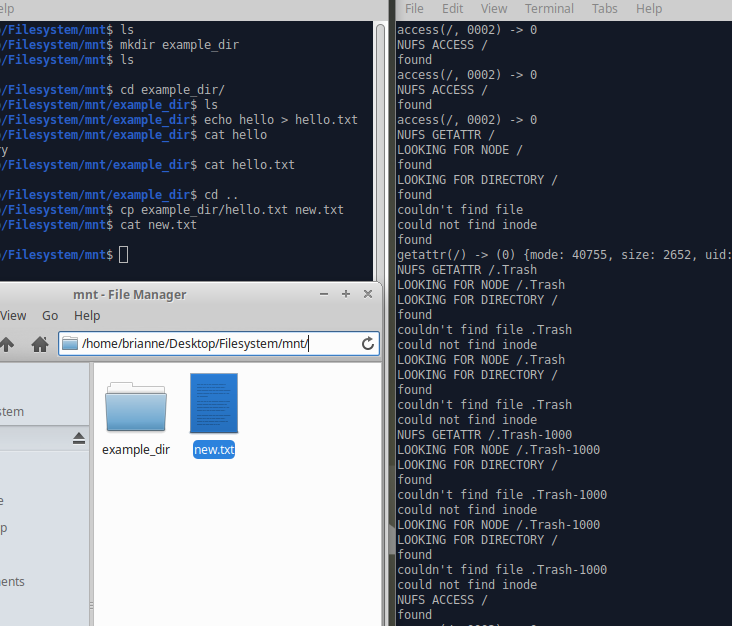 elp
/Filesystem/mnt$ ls
/Filesystem/mnt$ mkdir example_dir
/Filesystem/mnt$ ls
/Filesystem/mnt$ cd example_dir/
/Filesystem/mnt/example_dir$ ls
/Filesystem/mnt/example_dir$ echo hello > hello.txt
/Filesystem/mnt/example_dir$ cat hello
ry
/Filesystem/mnt/example_dir$ cat hello.txt
/Filesystem/mnt/example_dir$ cd ..
/Filesystem/mnt$ cp example_dir/hello.txt new.txt
/Filesystem/mnt$ cat new.txt
/Filesystem/mnt$
mnt - File Manager
View Go Help
/home/brianne/Desktop/Filesystem/mnt/
stem
e
p
ents
example_dir
new.txt
File Edit View Terminal Tabs Help
access(/, 0002) -> 0
NUFS ACCESS /
found
access(/, 0002) -> 0
NUFS ACCESS /
found
access(/, 0002) -> 0
NUFS GETATTR /
LOOKING FOR NODE /
found
LOOKING FOR DIRECTORY /
found
couldn't find file
could not find inode
found
getattr(/) -> (0) {mode: 40755, size: 2652, uid:
NUFS GETATTR /.Trash
LOOKING FOR NODE /.Trash
LOOKING FOR DIRECTORY /
found
couldn't find file .Trash
could not find inode
LOOKING FOR NODE /.Trash
LOOKING FOR DIRECTORY /
found
couldn't find file .Trash
could not find inode
NUFS GETATTR /.Trash-1000
LOOKING FOR NODE /.Trash-1000
LOOKING FOR DIRECTORY /
found
couldn't find file .Trash-1000
could not find inode
LOOKING FOR NODE /.Trash-1000
LOOKING FOR DIRECTORY /
found
couldn't find file .Trash-1000
could not find inode
NUFS ACCESS /
found